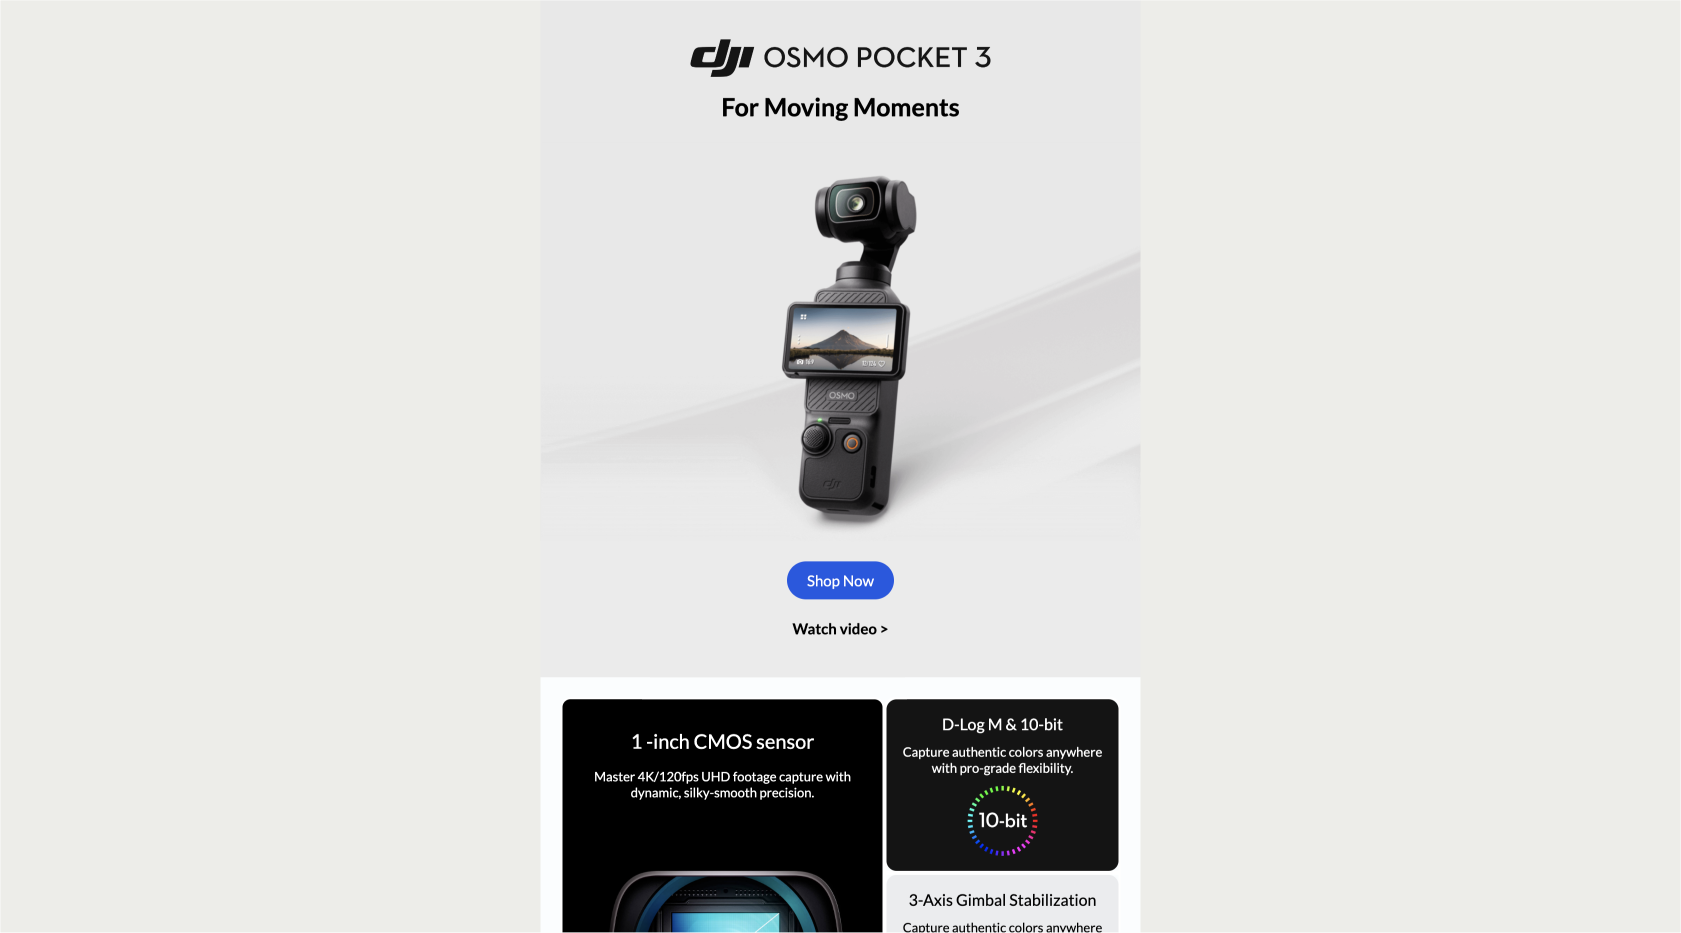 dji OSMO POCKET 3
For Moving Moments
OSMO
dji
Shop Now
Watch video >
1 -inch CMOS sensor
Master 4K/120fps UHD footage capture with
dynamic, silky-smooth precision.
D-Log M & 10-bit
Capture authentic colors anywhere
with pro-grade flexibility.
10-bit
3-Axis Gimbal Stabilization
Capture authentic colors anywhere